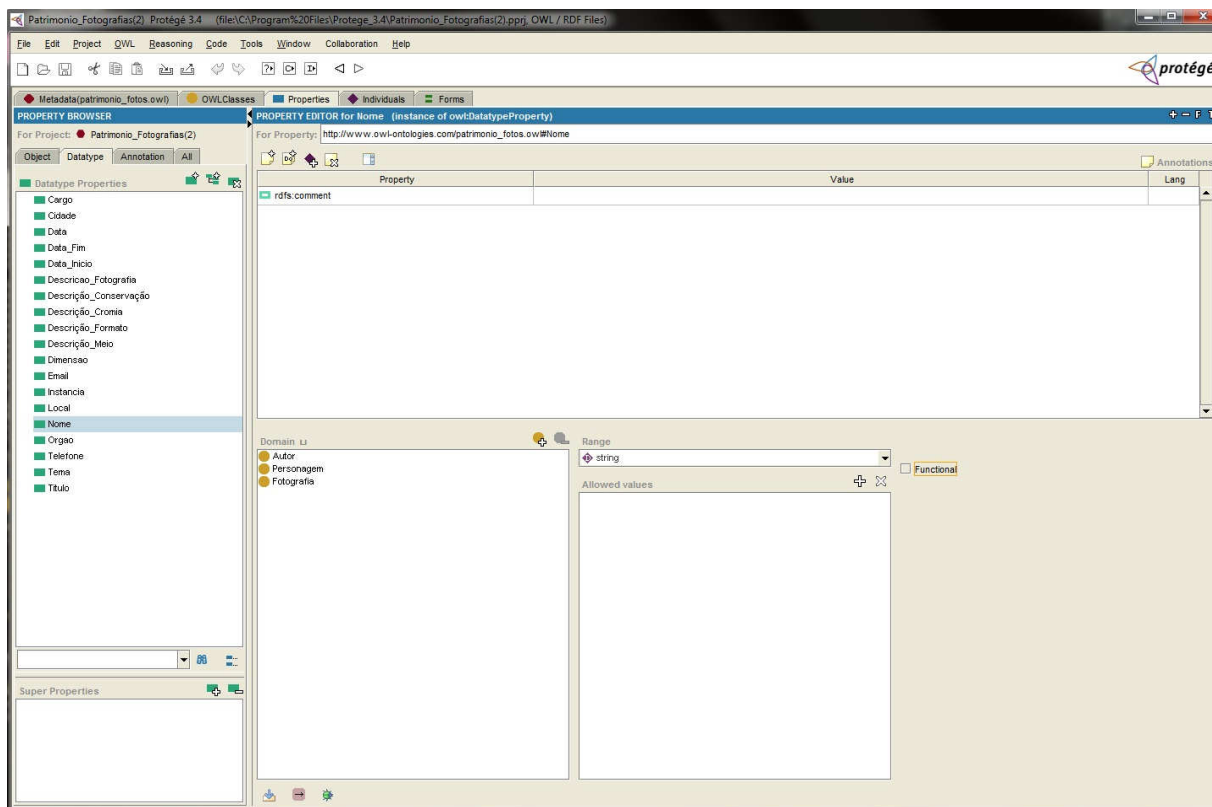 Patrimonio_Fotografias(2) Protégé 3.4 (file:\C:\Program%20Files\Protege_3.4\Patrimonio_Fotografias(2).pprj, OWL / RDF Files)
File Edit Project OWL Reasoning Code Tools Window Collaboration Help
protégé
Metadata(patrimonio_fotos.owl) OWLClasses Properties Individuals Forms
PROPERTY BROWSER
For Project: Patrimonio_Fotografias(2)
Object Datatype Annotation All
Datatype Properties
Cargo
Cidade
Data
Data_Fim
Data_Inicio
Descricao_Fotografia
Descrição_Conservação
Descrição_Cromia
Descrição_Formato
Descrição_Meio
Dimensao
Email
Instancia
Local
Nome
Orgao
Telefone
Tema
Titulo
Super Properties
PROPERTY EDITOR for Nome (instance of owl:DatatypeProperty)
For Property: http://www.owl-ontologies.com/patrimonio_fotos.owl#Nome
Annotations
Property Value Lang
rdfs:comment
Domain
Autor
Personagem
Fotografia
Range
string
Functional
Allowed values